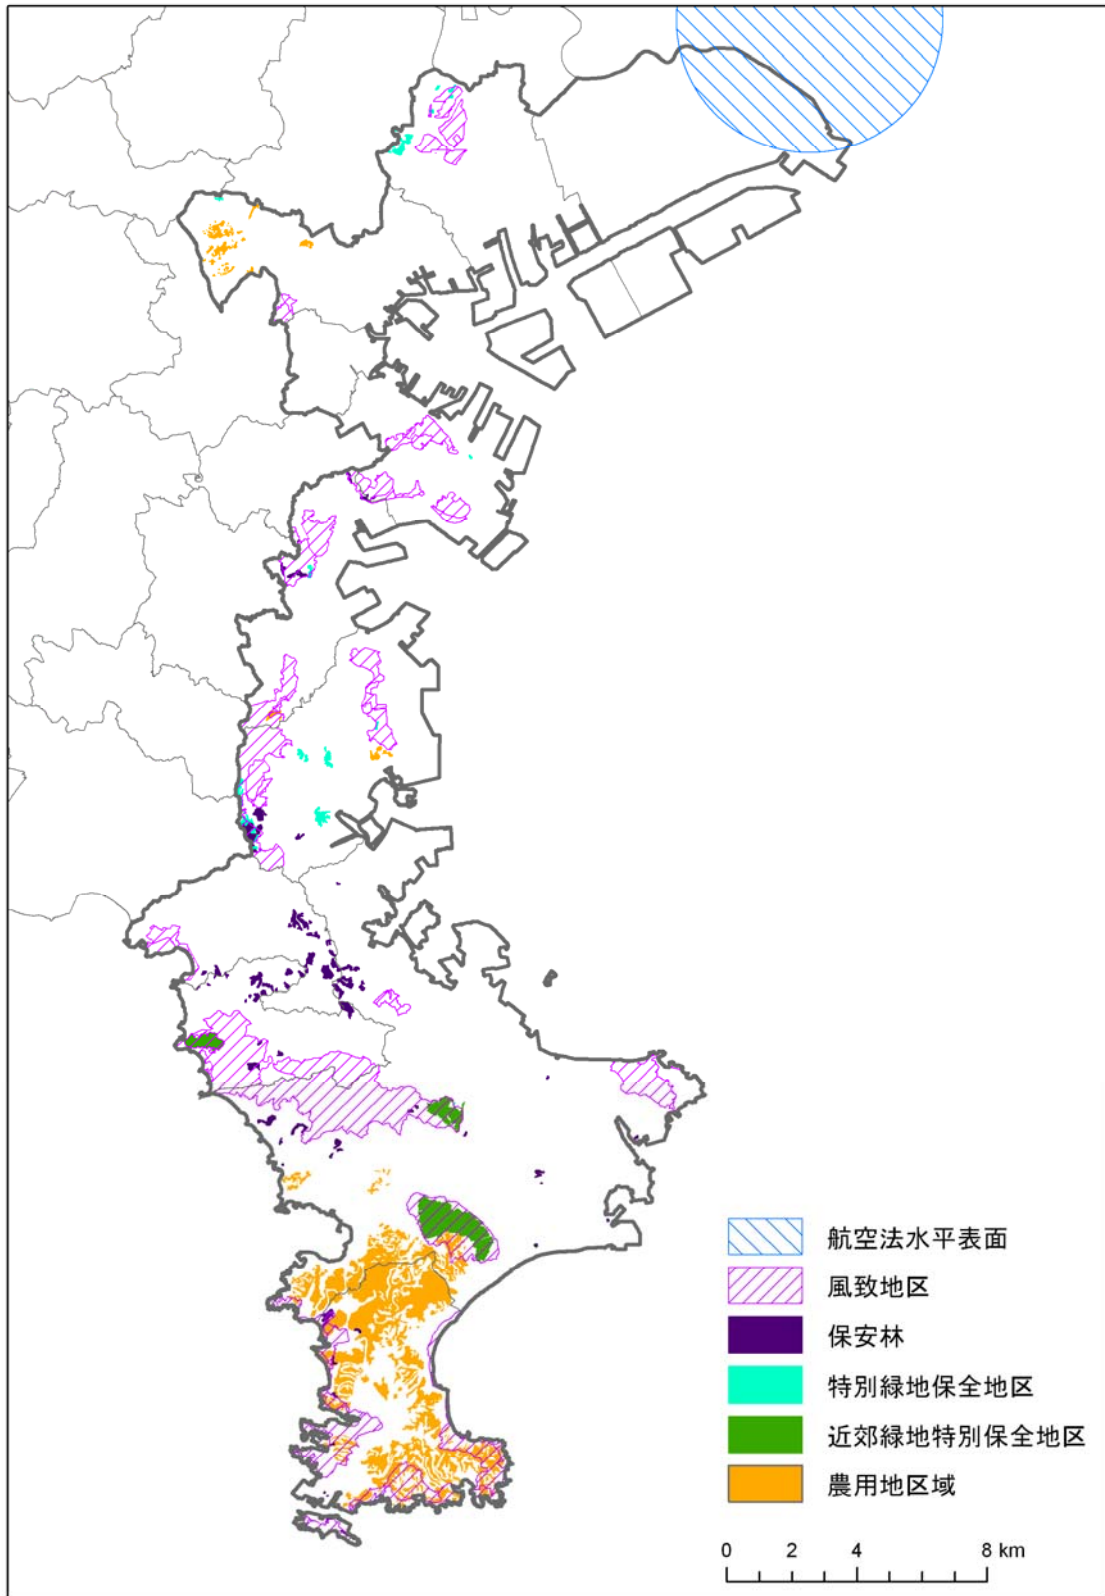 航空法水平表面
風致地区
保安林
特別緑地保全地区
近郊緑地特別保全地区
農用地区域
0 2 4 8 km